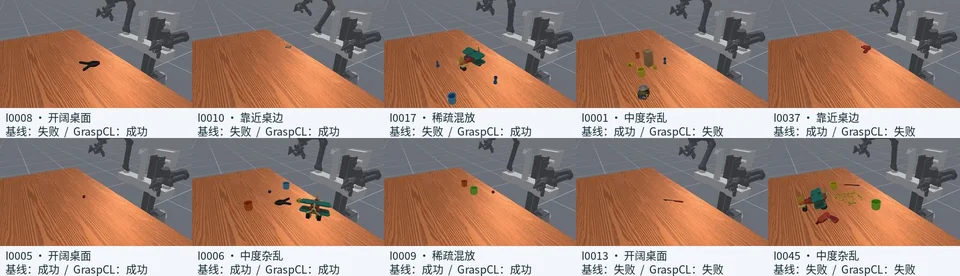 I0008 · 开阔桌面
基线：失败 / GraspCL：成功
I0010 · 靠近桌边
基线：失败 / GraspCL：成功
I0017 · 稀疏混放
基线：失败 / GraspCL：成功
I0001 · 中度杂乱
基线：成功 / GraspCL：失败
I0037 · 靠近桌边
基线：成功 / GraspCL：失败
I0005 · 开阔桌面
基线：成功 / GraspCL：成功
I0006 · 中度杂乱
基线：成功 / GraspCL：成功
I0009 · 稀疏混放
基线：成功 / GraspCL：成功
I0013 · 开阔桌面
基线：失败 / GraspCL：失败
I0045 · 中度杂乱
基线：失败 / GraspCL：失败